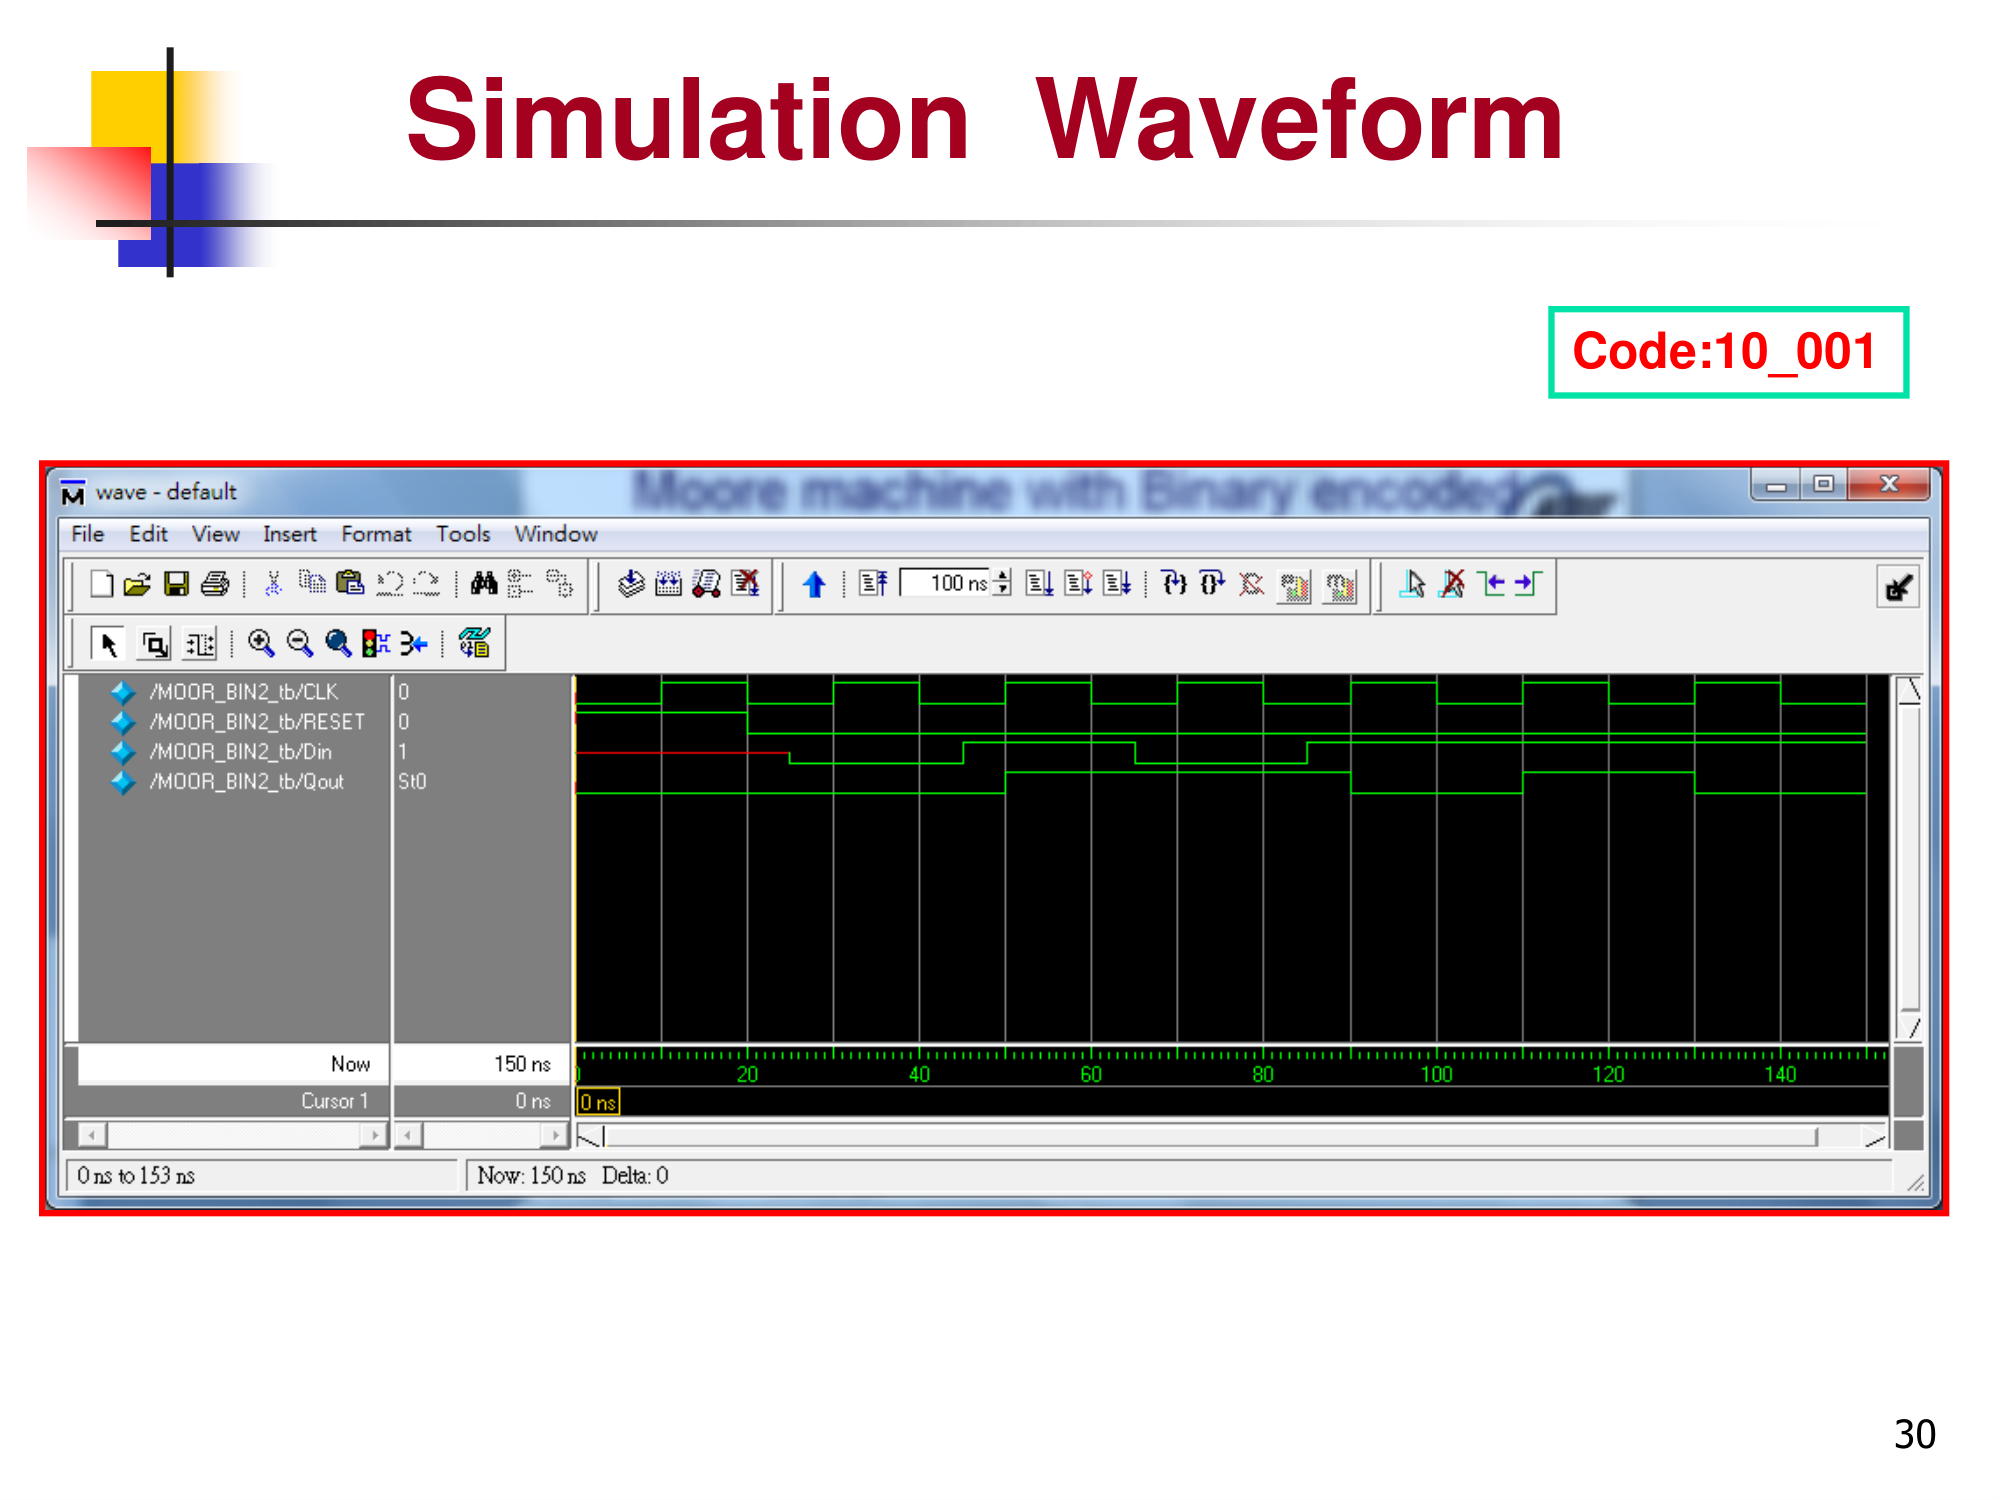 Simulation Waveform
Code:10_001
wave - default
Moore machine with Binary encoded
File Edit View Insert Format Tools Window
100 ns
/MOOR_BIN2_tb/CLK 0
/MOOR_BIN2_tb/RESET 0
/MOOR_BIN2_tb/Din 1
/MOOR_BIN2_tb/Qout St0
Now 150 ns
20 40 60 80 100 120 140
Cursor 1 0 ns 0 ns
0 ns to 153 ns Now: 150 ns Delta: 0
30